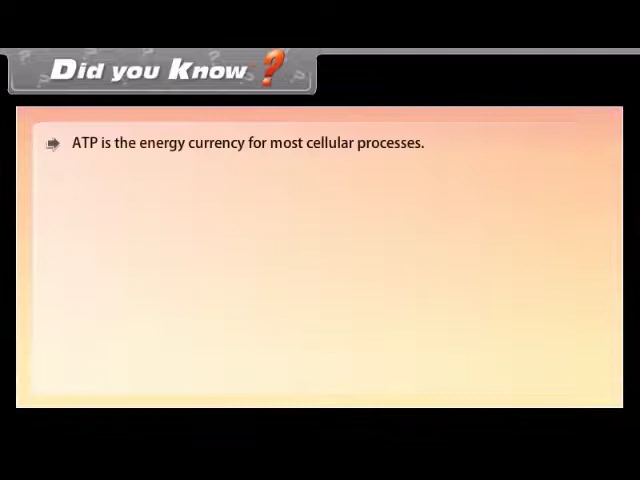 Did you Know ?
ATP is the energy currency for most cellular processes.